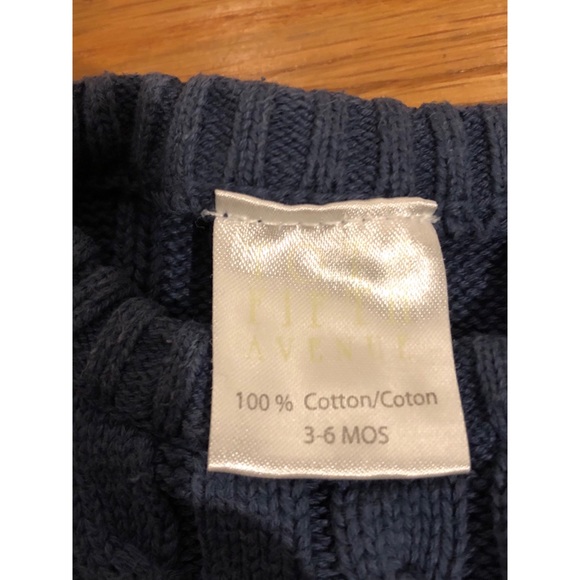 FIFTH
AVENUE
100 % Cotton/Coton
3-6 MOS